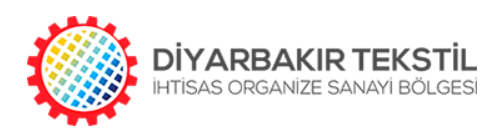 DİYARBAKIR TEKSTİL
İHTİSAS ORGANİZE SANAYİ BÖLGESİ